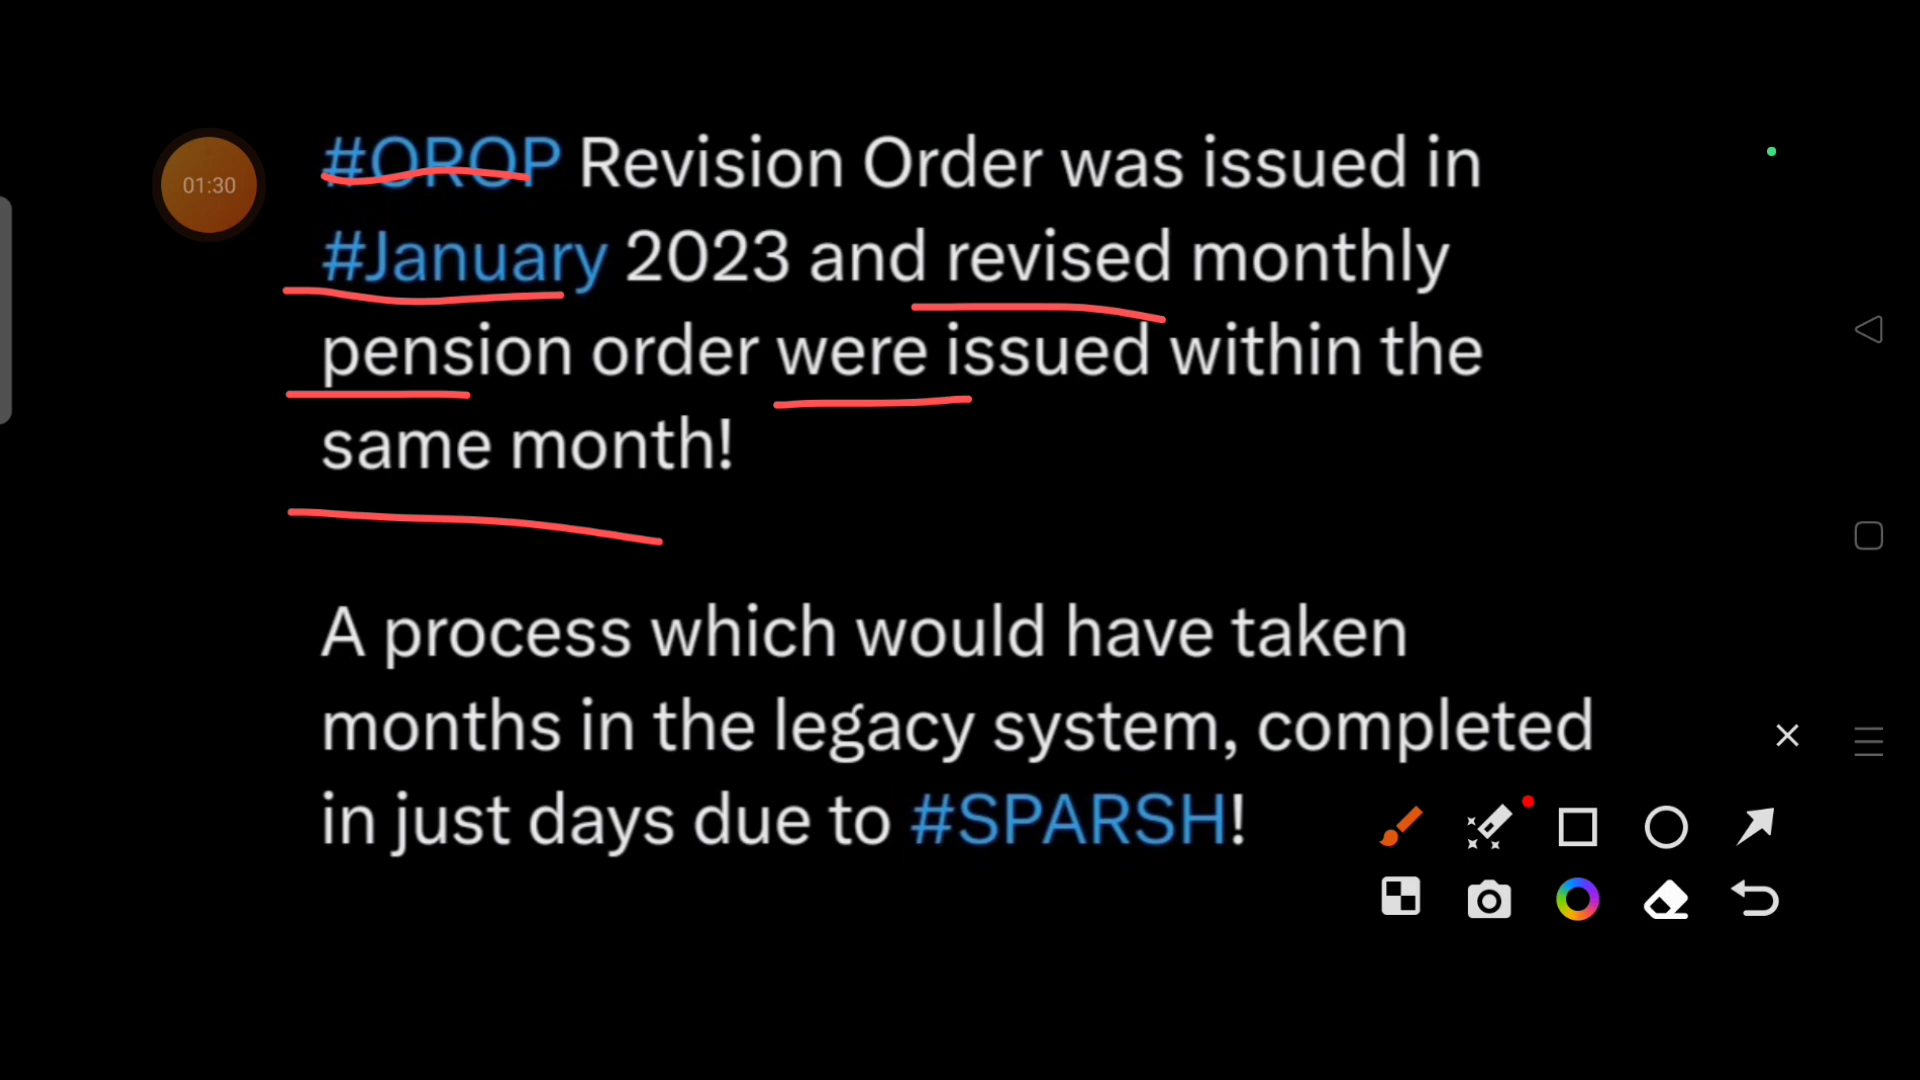 01:30
#OROP Revision Order was issued in
#January 2023 and revised monthly
pension order were issued within the
same month!
A process which would have taken
months in the legacy system, completed
in just days due to #SPARSH!